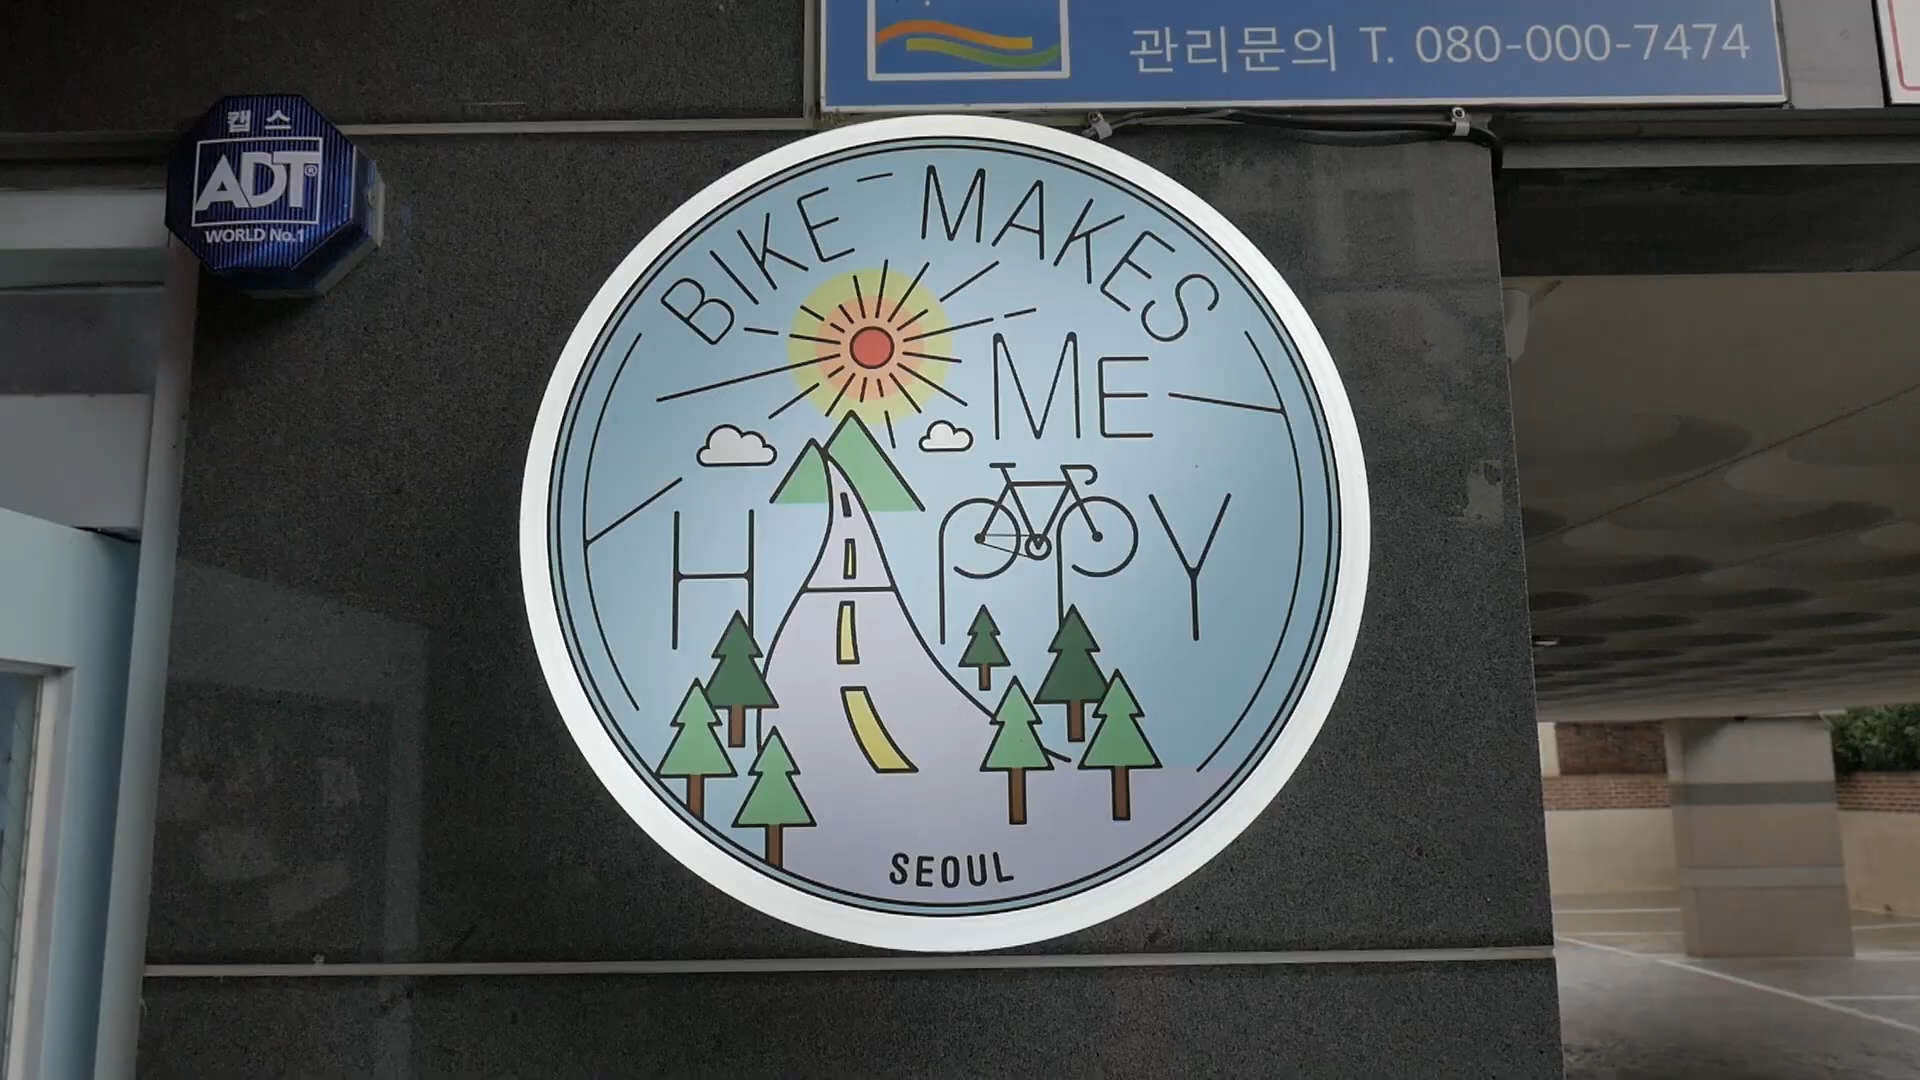 관리문의 T. 080-000-7474
캡스
ADT®
WORLD No.1
BIKE MAKES
ME
HAPPY
SEOUL